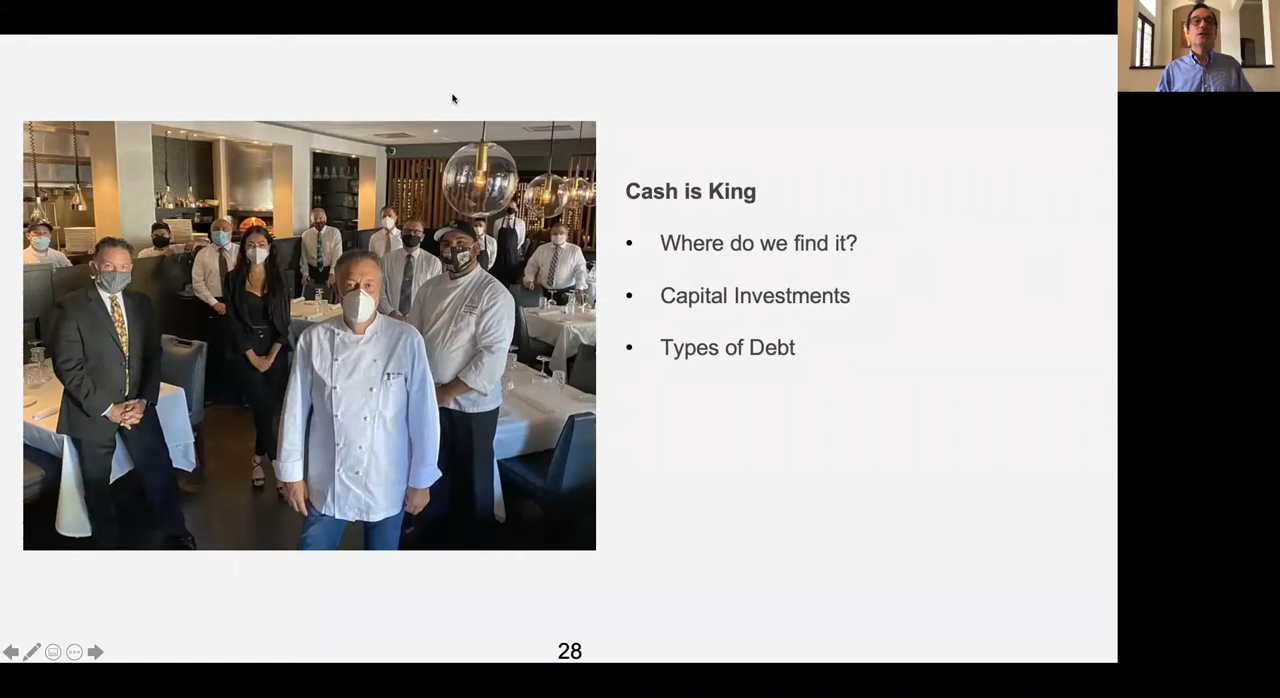 Cash is King
• Where do we find it?
• Capital Investments
• Types of Debt
28